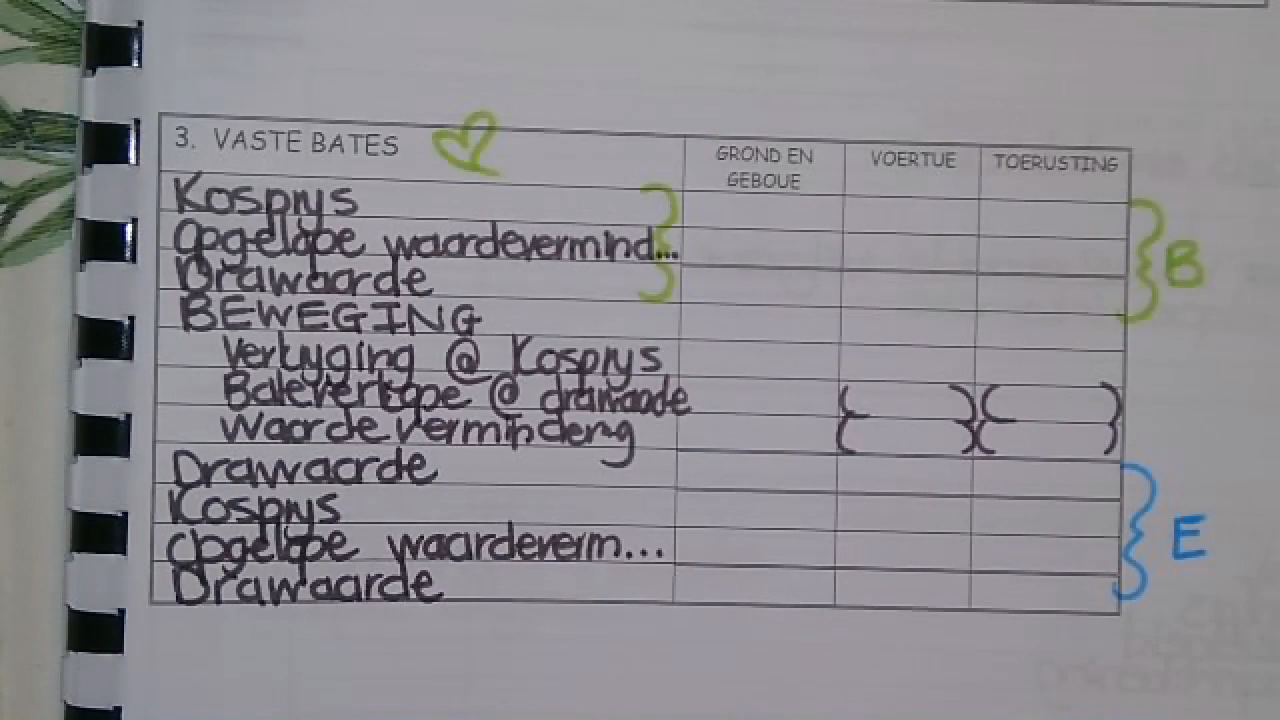 3. VASTE BATES
GROND EN GEBOUE
VOERTUE
TOERUSTING
Kosprys
Opgelope waardevermind...
Drawaarde
B
BEWEGING
Verkryging @ Kosprys
Bateverkope @ drawaarde
( ) ( )
Waardevermindering
( ) ( )
Drawaarde
Kosprys
Opgelope waardeverm...
E
Drawaarde